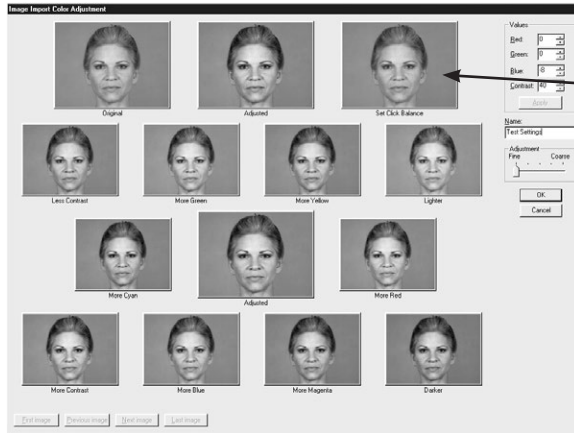 Image Import Color Adjustment
Original
Adjusted
Set Click Balance
Less Contrast
More Green
More Yellow
Lighter
More Cyan
Adjusted
More Red
More Contrast
More Blue
More Magenta
Darker
First image
Previous image
Next image
Last image
Values
Red: 0
Green: 0
Blue: -8
Contrast: 40
Apply
Name:
Test Settings
Adjustment
Fine
Coarse
OK
Cancel